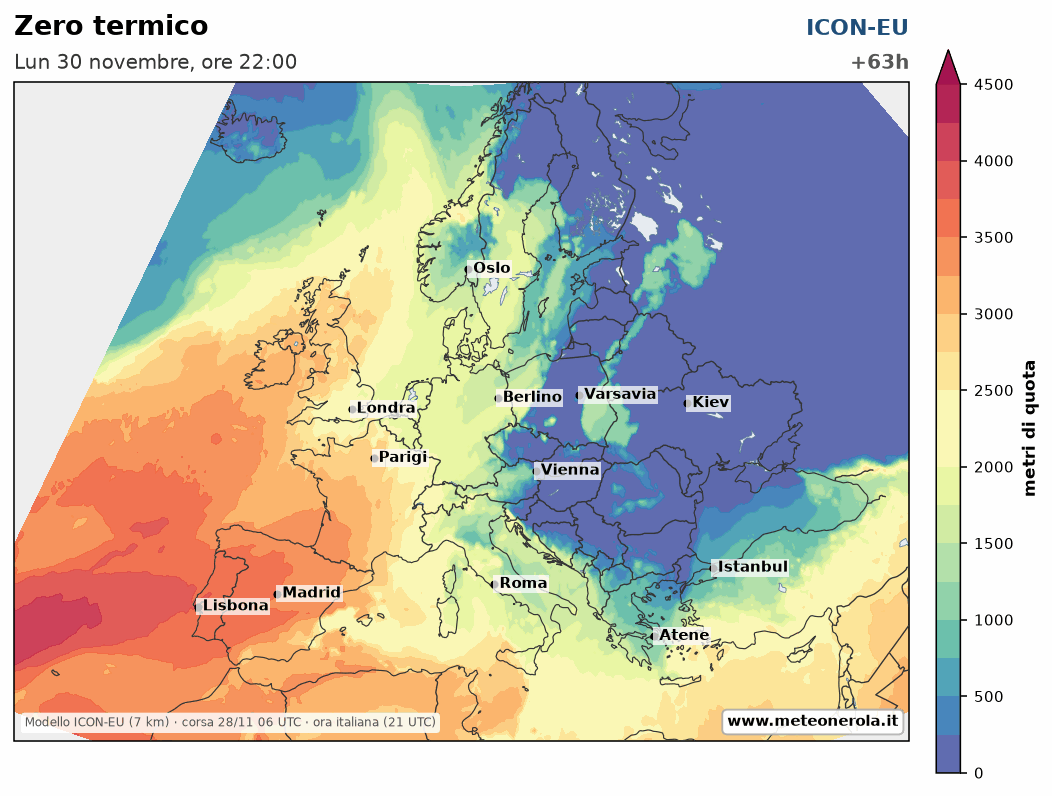 Zero termico
ICON-EU
Lun 30 novembre, ore 22:00
+63h
4500
4000
3500
3000
2500
2000
1500
1000
500
0
metri di quota
Oslo
Berlino
Varsavia
Kiev
Londra
Parigi
Vienna
Istanbul
Roma
Madrid
Lisbona
Atene
Modello ICON-EU (7 km) · corsa 28/11 06 UTC · ora italiana (21 UTC)
www.meteonerola.it